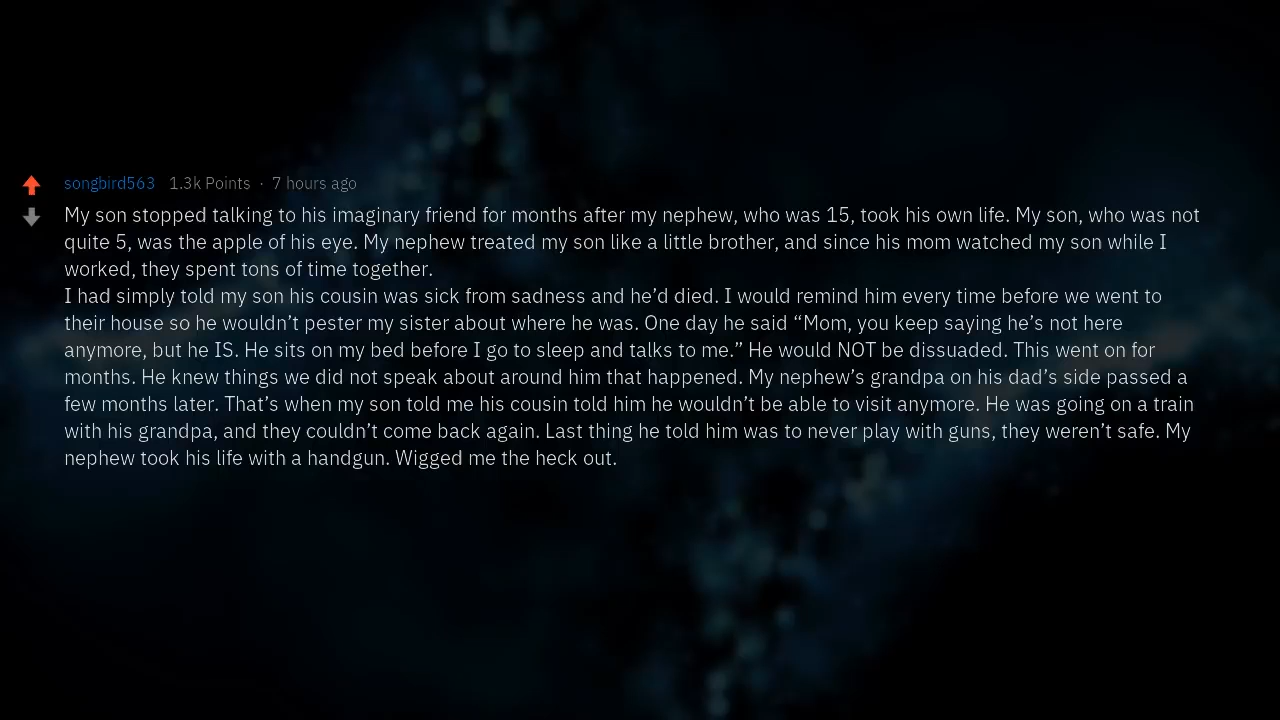 songbird563 1.3k Points · 7 hours ago
My son stopped talking to his imaginary friend for months after my nephew, who was 15, took his own life. My son, who was not
quite 5, was the apple of his eye. My nephew treated my son like a little brother, and since his mom watched my son while I
worked, they spent tons of time together.
I had simply told my son his cousin was sick from sadness and he’d died. I would remind him every time before we went to
their house so he wouldn’t pester my sister about where he was. One day he said “Mom, you keep saying he’s not here
anymore, but he IS. He sits on my bed before I go to sleep and talks to me.” He would NOT be dissuaded. This went on for
months. He knew things we did not speak about around him that happened. My nephew’s grandpa on his dad’s side passed a
few months later. That’s when my son told me his cousin told him he wouldn’t be able to visit anymore. He was going on a train
with his grandpa, and they couldn’t come back again. Last thing he told him was to never play with guns, they weren’t safe. My
nephew took his life with a handgun. Wigged me the heck out.